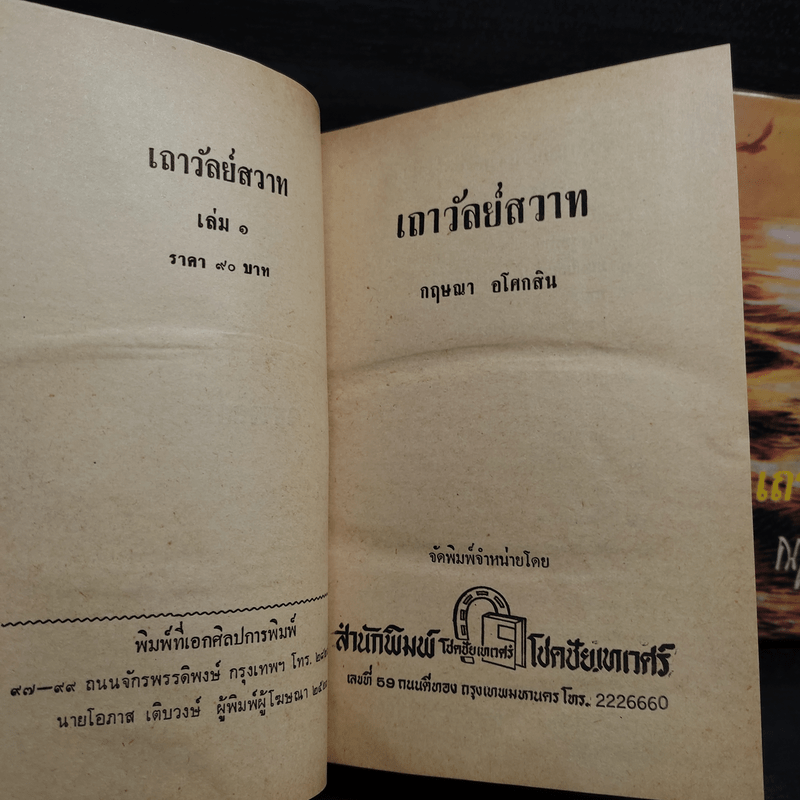 เถาวัลย์สวาท
เล่ม ๑
ราคา ๙๐ บาท
พิมพ์ที่เอกศิลปการพิมพ์
๙๗—๙๙ ถนนจักรพรรดิพงษ์ กรุงเทพฯ โทร.
นายโอภาส เติบวงษ์ ผู้พิมพ์ผู้โฆษณา
เถาวัลย์สวาท
กฤษณา อโศกสิน
จัดพิมพ์จำหน่ายโดย
สำนักพิมพ์ โชคชัยเทเวศร์ โชคชัยเทเวศร์
เลขที่ 59 ถนนตีทอง กรุงเทพมหานคร โทร. 2226660